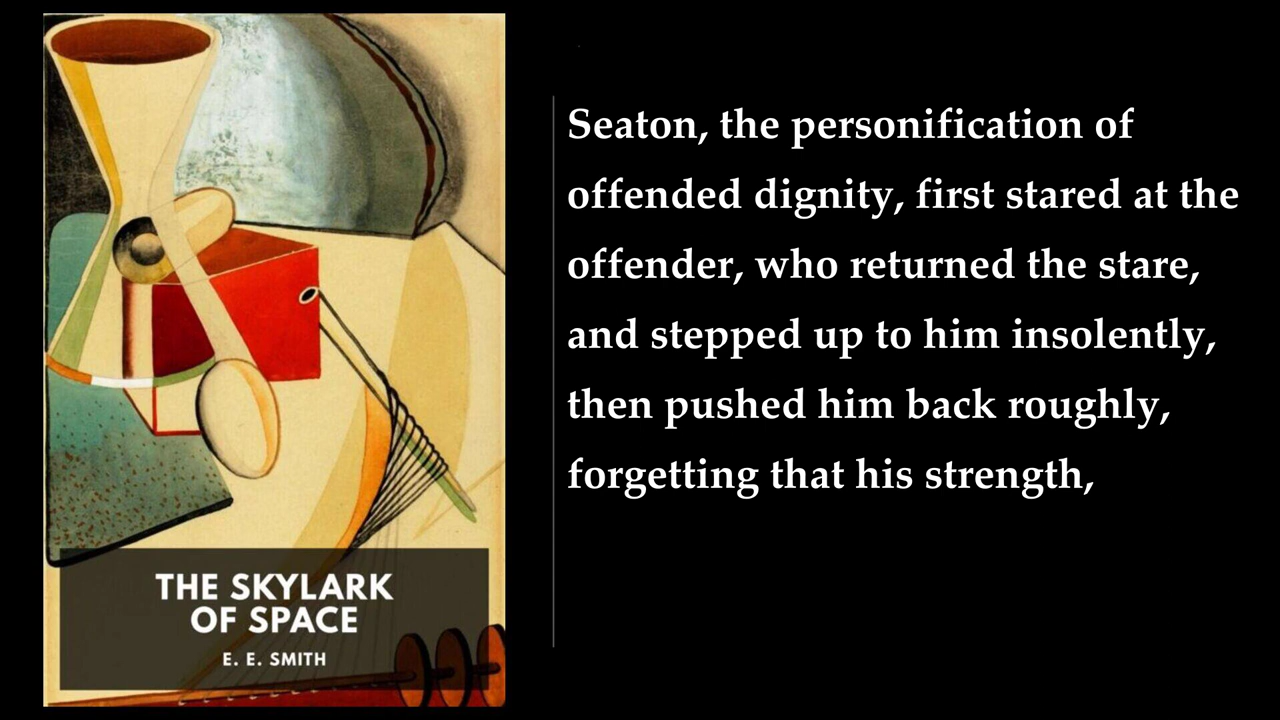 THE SKYLARK
OF SPACE
E. E. SMITH
Seaton, the personification of
offended dignity, first stared at the
offender, who returned the stare,
and stepped up to him insolently,
then pushed him back roughly,
forgetting that his strength,